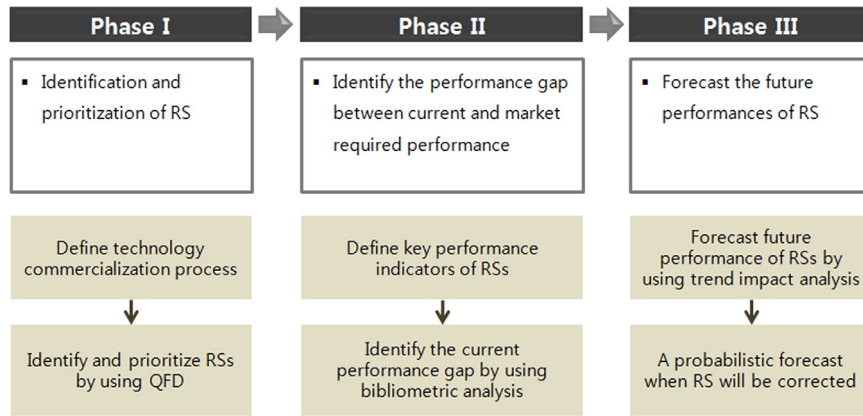 Phase I
Phase II
Phase III
▪ Identification and
prioritization of RS
▪ Identify the performance gap
between current and market
required performance
▪ Forecast the future
performances of RS
Define technology
commercialization process
Define key performance
indicators of RSs
Forecast future
performance of RSs by
using trend impact analysis
Identify and prioritize RSs
by using QFD
Identify the current
performance gap by using
bibliometric analysis
A probabilistic forecast
when RS will be corrected